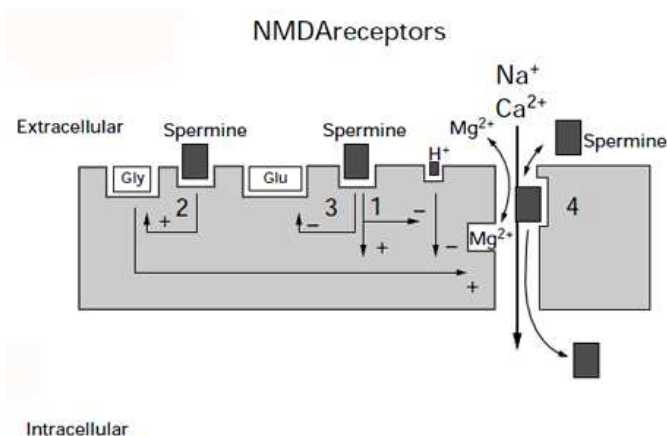 NMDAreceptors
Na⁺
Ca²⁺
Extracellular
Spermine
Spermine
Mg²⁺
Spermine
H⁺
Gly
Glu
2
3
1
4
+
–
–
+
–
Mg²⁺
+
Intracellular